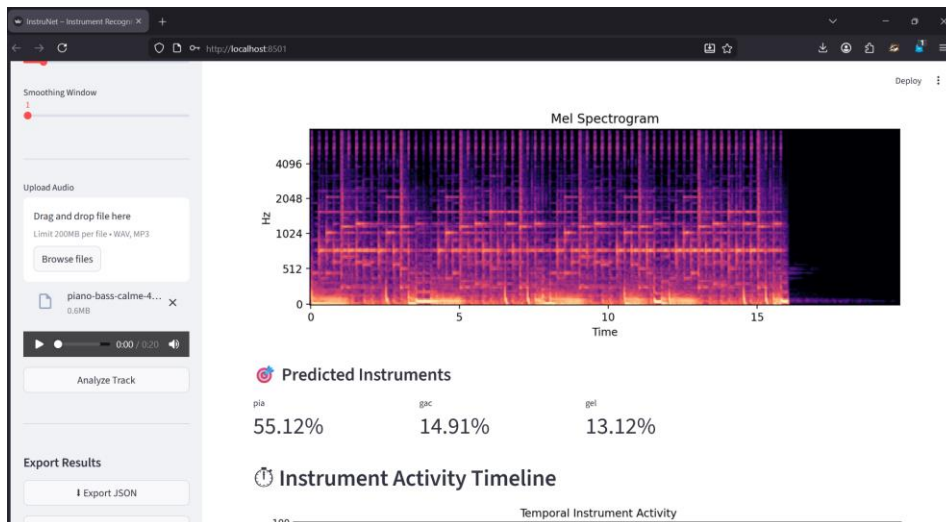 InstruNet – Instrument Recogni
http://localhost:8501
1
Deploy
Smoothing Window
1
Upload Audio
Drag and drop file here
Limit 200MB per file • WAV, MP3
Browse files
piano-bass-calme-4...
0.6MB
0:00 / 0:20
Analyze Track
Export Results
Export JSON
Mel Spectrogram
4096
2048
1024
512
0
Hz
0 5 10 15
Time
Predicted Instruments
pia gac gel
55.12% 14.91% 13.12%
Instrument Activity Timeline
Temporal Instrument Activity
100